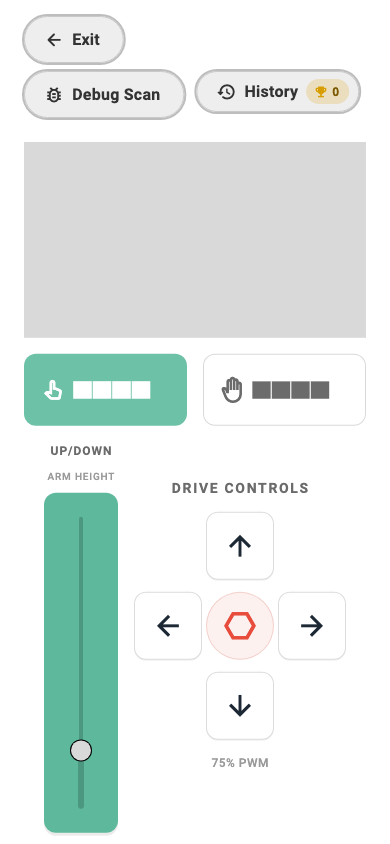 Exit
Debug Scan
History 0
UP/DOWN
ARM HEIGHT
DRIVE CONTROLS
75% PWM